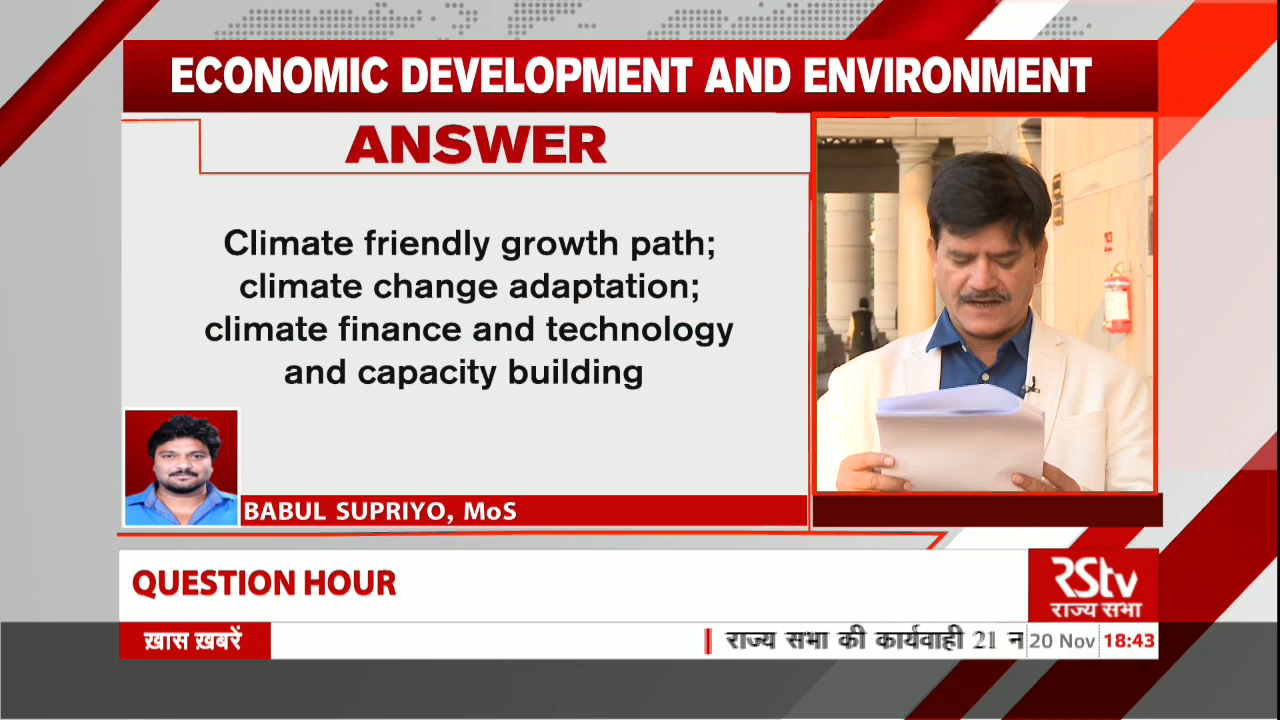 ECONOMIC DEVELOPMENT AND ENVIRONMENT
ANSWER
Climate friendly growth path;
climate change adaptation;
climate finance and technology
and capacity building
BABUL SUPRIYO, MoS
QUESTION HOUR
RStv
राज्य सभा
ख़ास ख़बरें
राज्य सभा की कार्यवाही 21 न
20 Nov
18:43